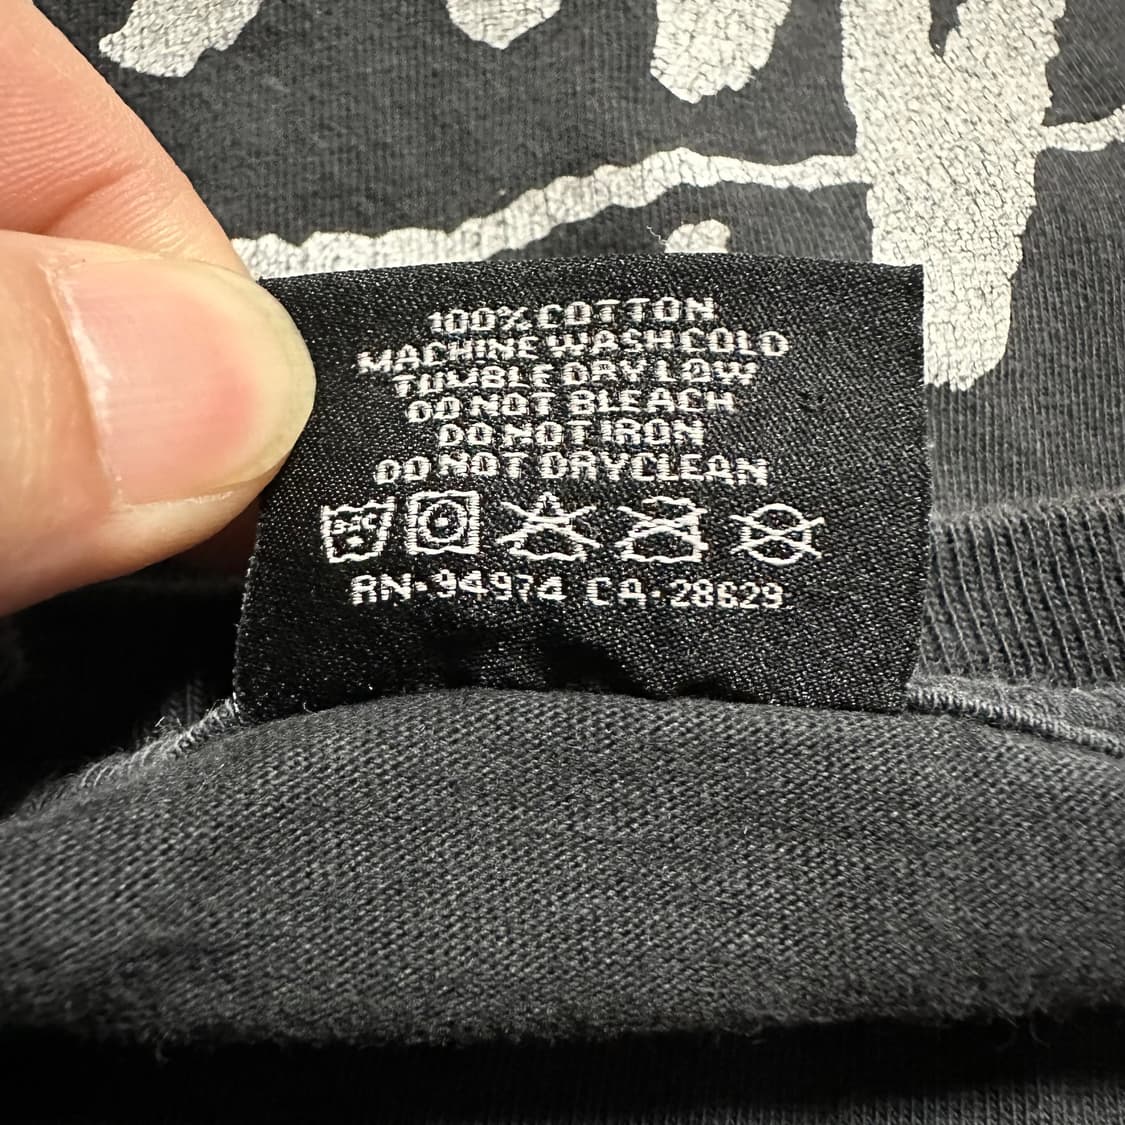 100% COTTON
MACHINE WASH COLD
TUMBLE DRY LOW
DO NOT BLEACH
DO NOT IRON
DO NOT DRYCLEAN
RN·94974 CA·28629